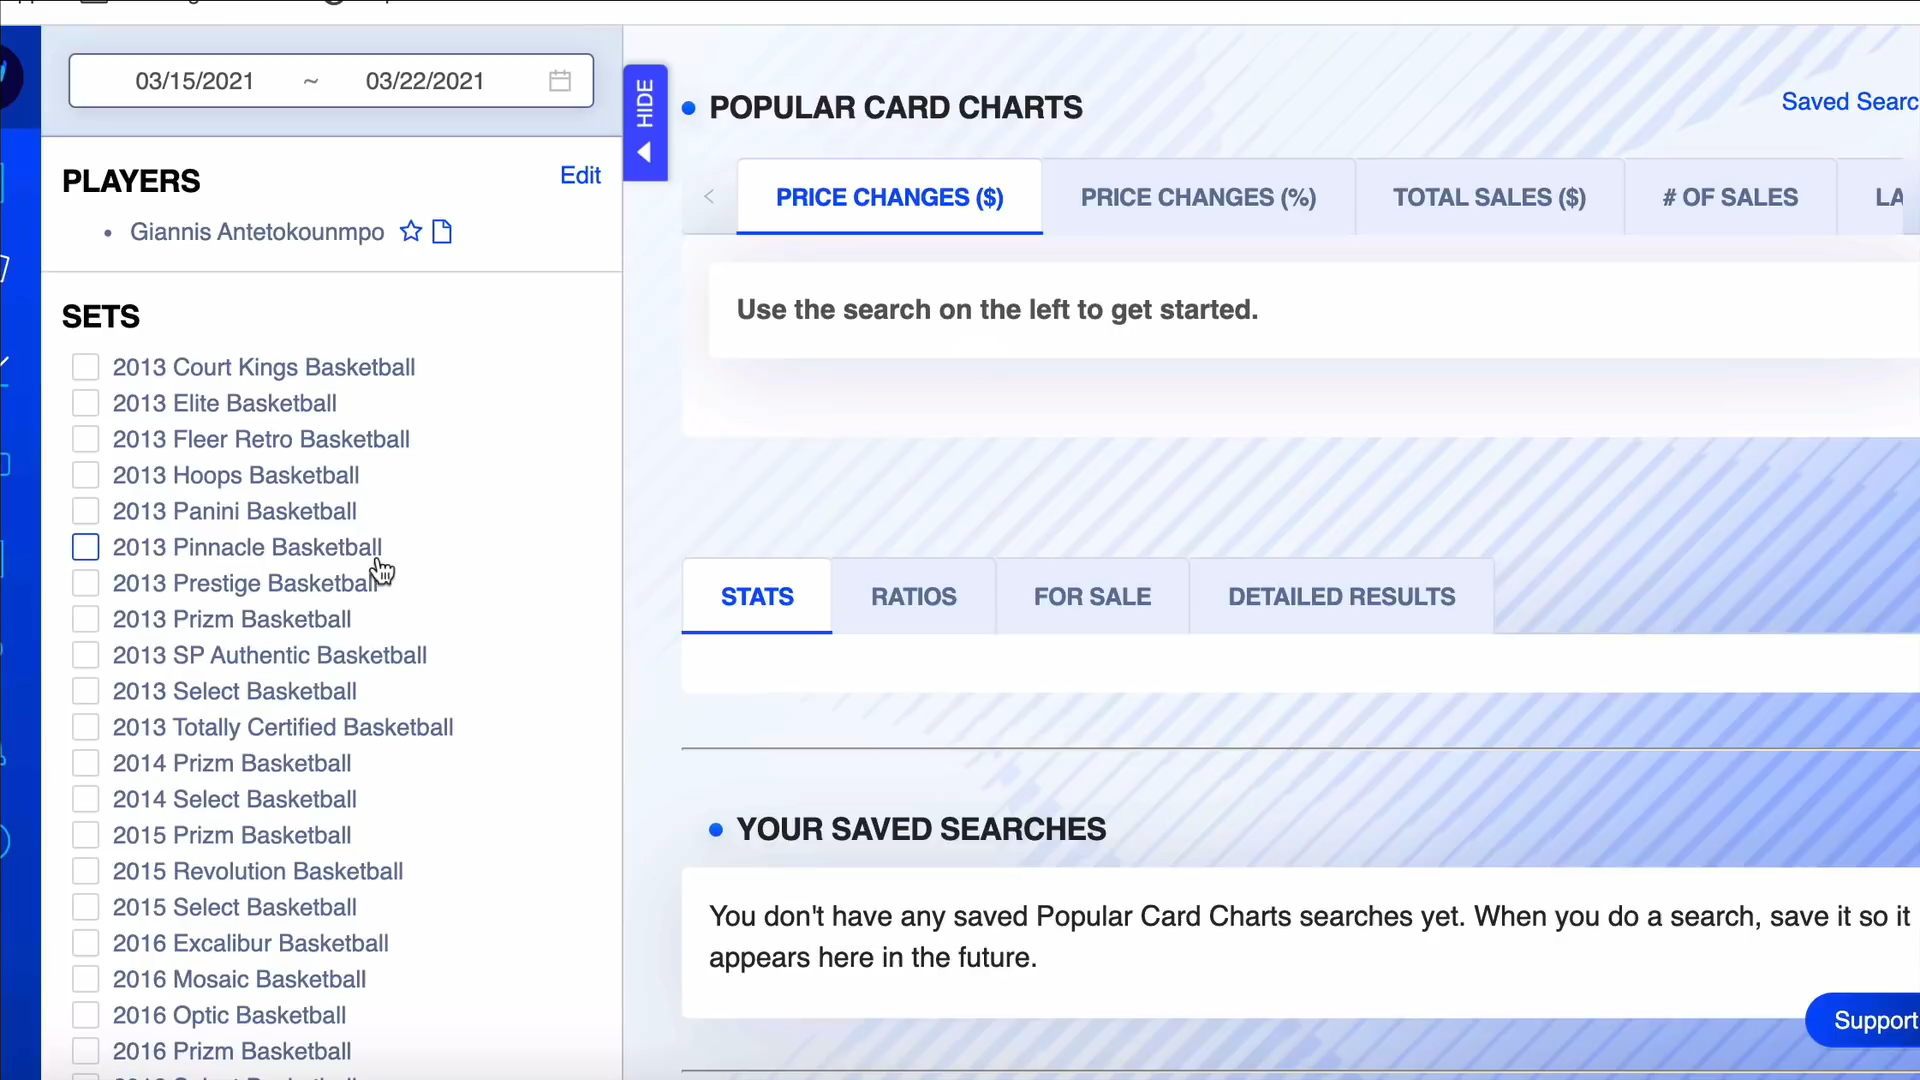 03/15/2021 ~ 03/22/2021
HIDE
PLAYERS
Edit
Giannis Antetokounmpo
SETS
2013 Court Kings Basketball
2013 Elite Basketball
2013 Fleer Retro Basketball
2013 Hoops Basketball
2013 Panini Basketball
2013 Pinnacle Basketball
2013 Prestige Basketball
2013 Prizm Basketball
2013 SP Authentic Basketball
2013 Select Basketball
2013 Totally Certified Basketball
2014 Prizm Basketball
2014 Select Basketball
2015 Prizm Basketball
2015 Revolution Basketball
2015 Select Basketball
2016 Excalibur Basketball
2016 Mosaic Basketball
2016 Optic Basketball
2016 Prizm Basketball
POPULAR CARD CHARTS
Saved Searc
PRICE CHANGES ($)
PRICE CHANGES (%)
TOTAL SALES ($)
# OF SALES
LA
Use the search on the left to get started.
STATS
RATIOS
FOR SALE
DETAILED RESULTS
YOUR SAVED SEARCHES
You don't have any saved Popular Card Charts searches yet. When you do a search, save it so it
appears here in the future.
Support